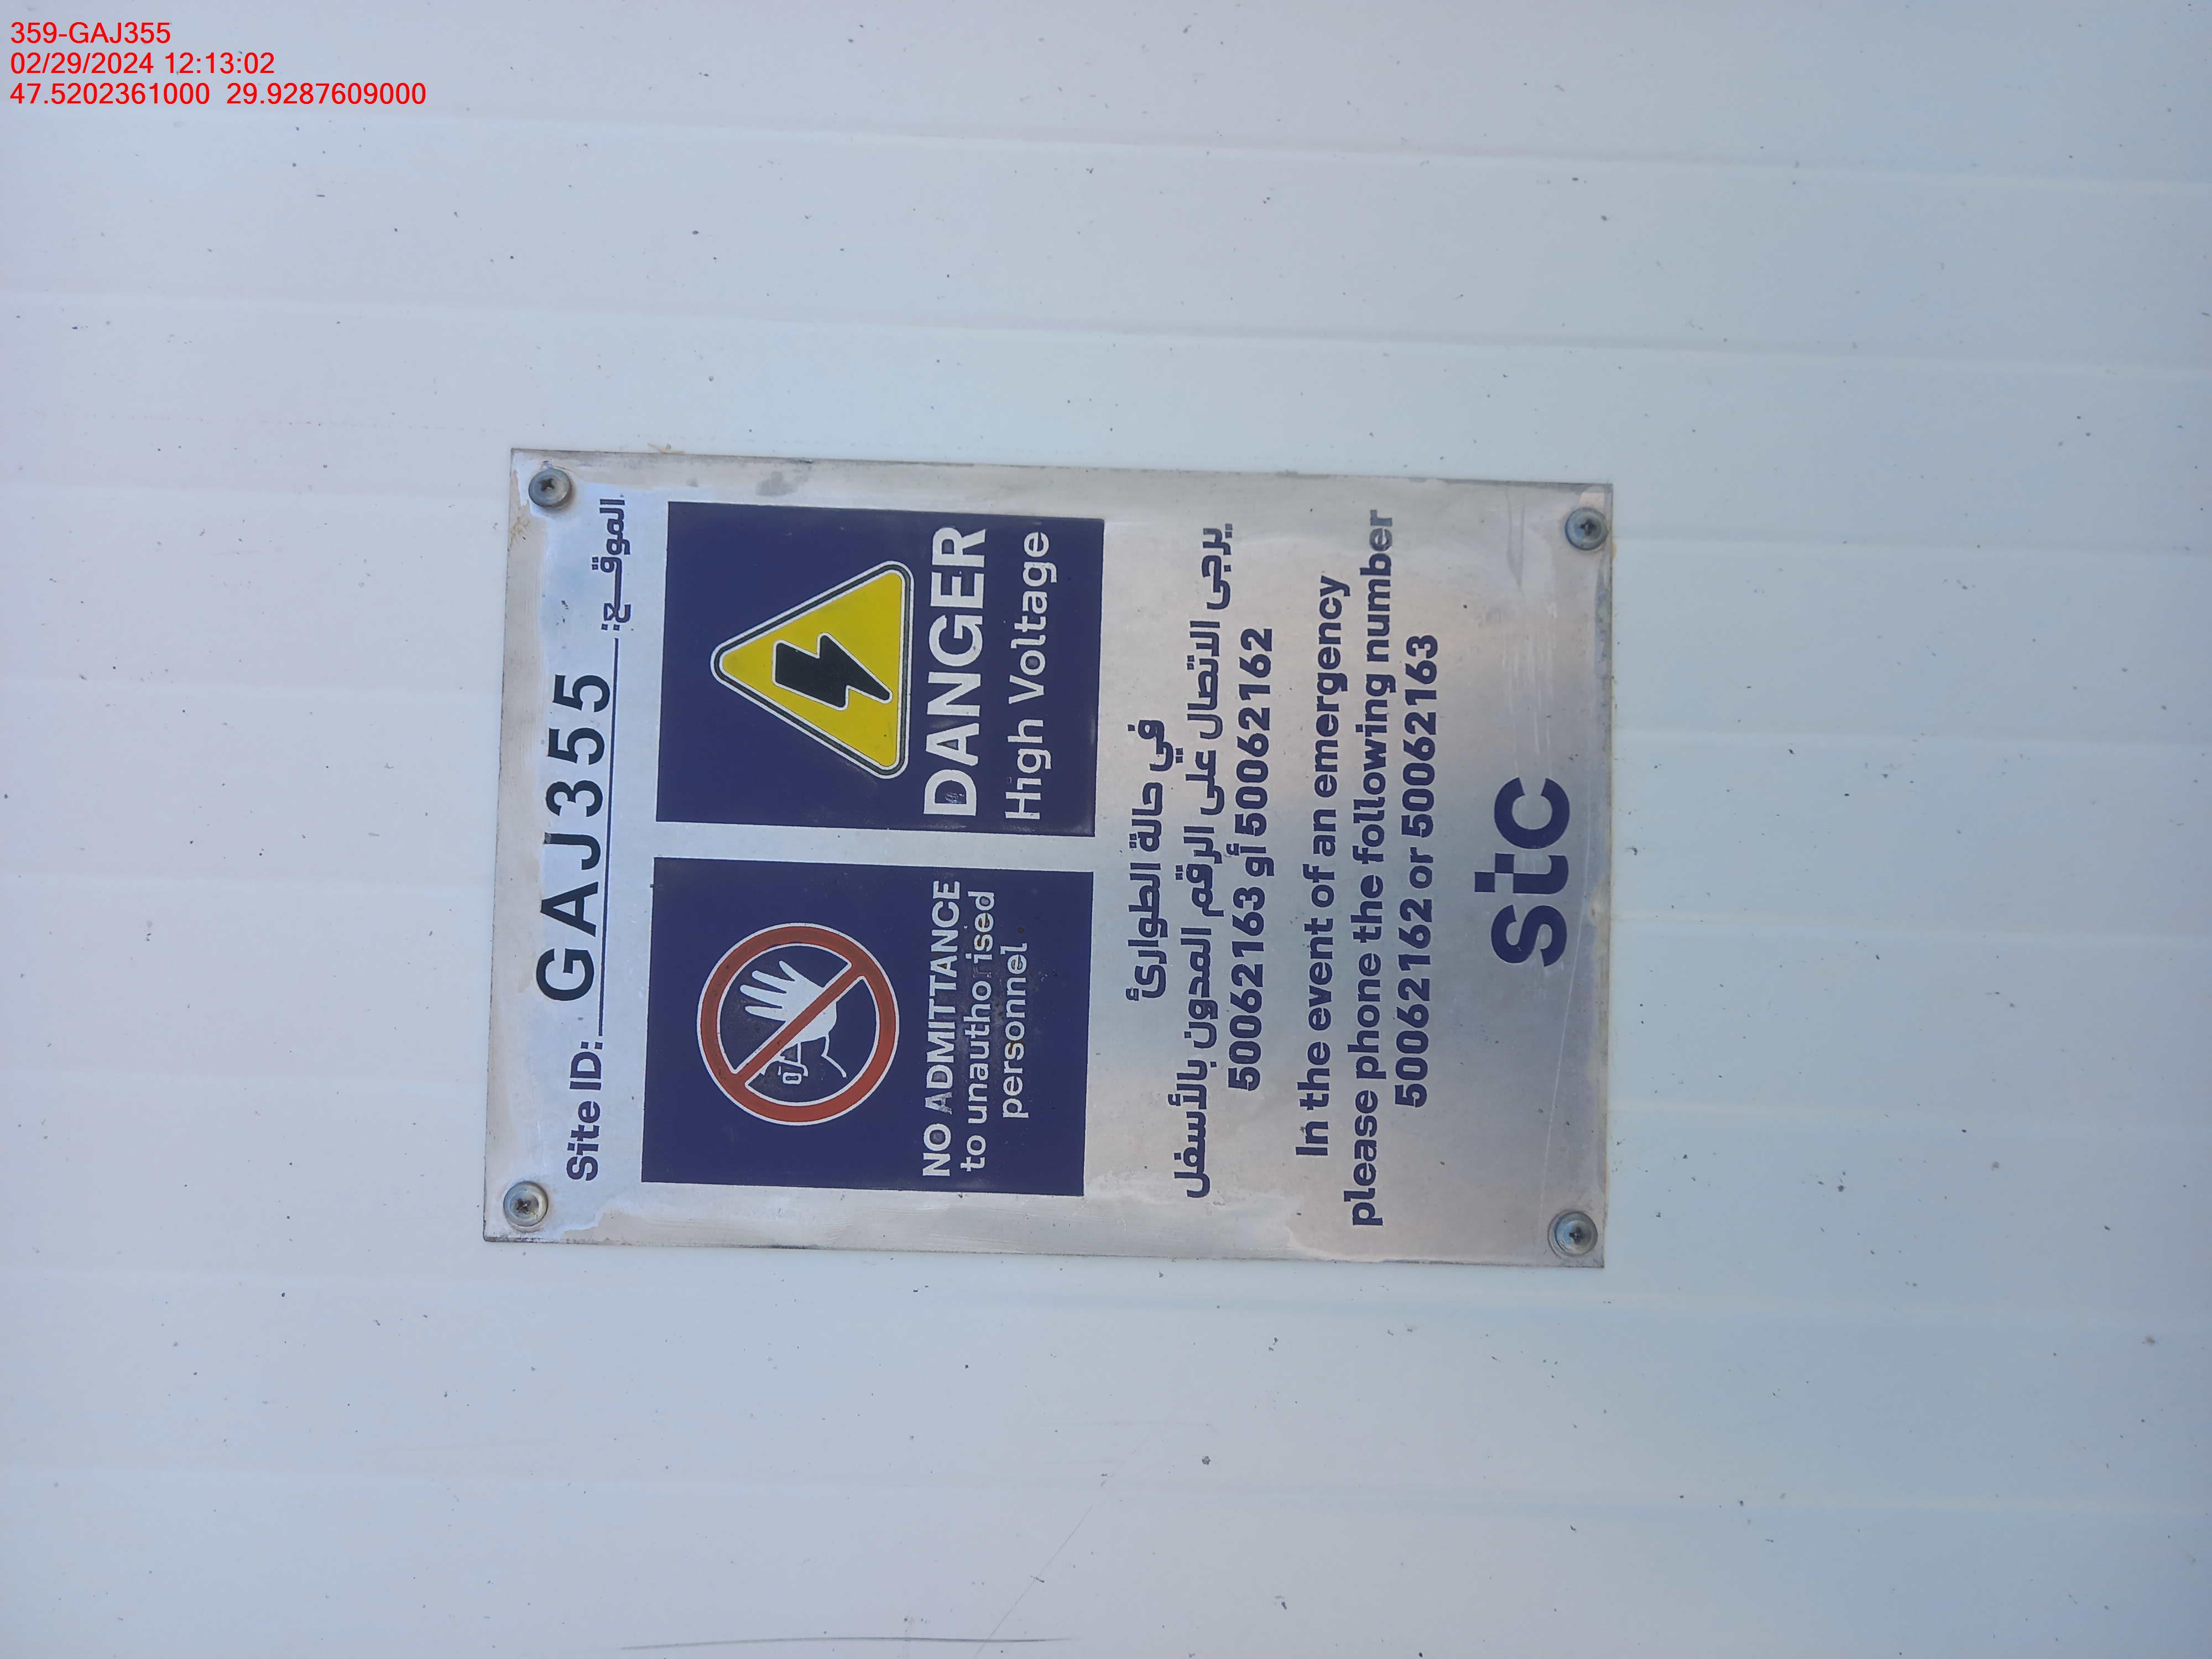 359-GAJ355
02/29/2024 12:13:02
47.5202361000 29.9287609000
Site ID: GAJ355 الموقـــع:
NO ADMITTANCE
to unauthorised
personnel
DANGER
High Voltage
في حالة الطوارئ
يرجى الاتصال على الرقم المدون بالأسفل
50062163 أو 50062162
In the event of an emergency
please phone the following number
50062162 or 50062163
stc